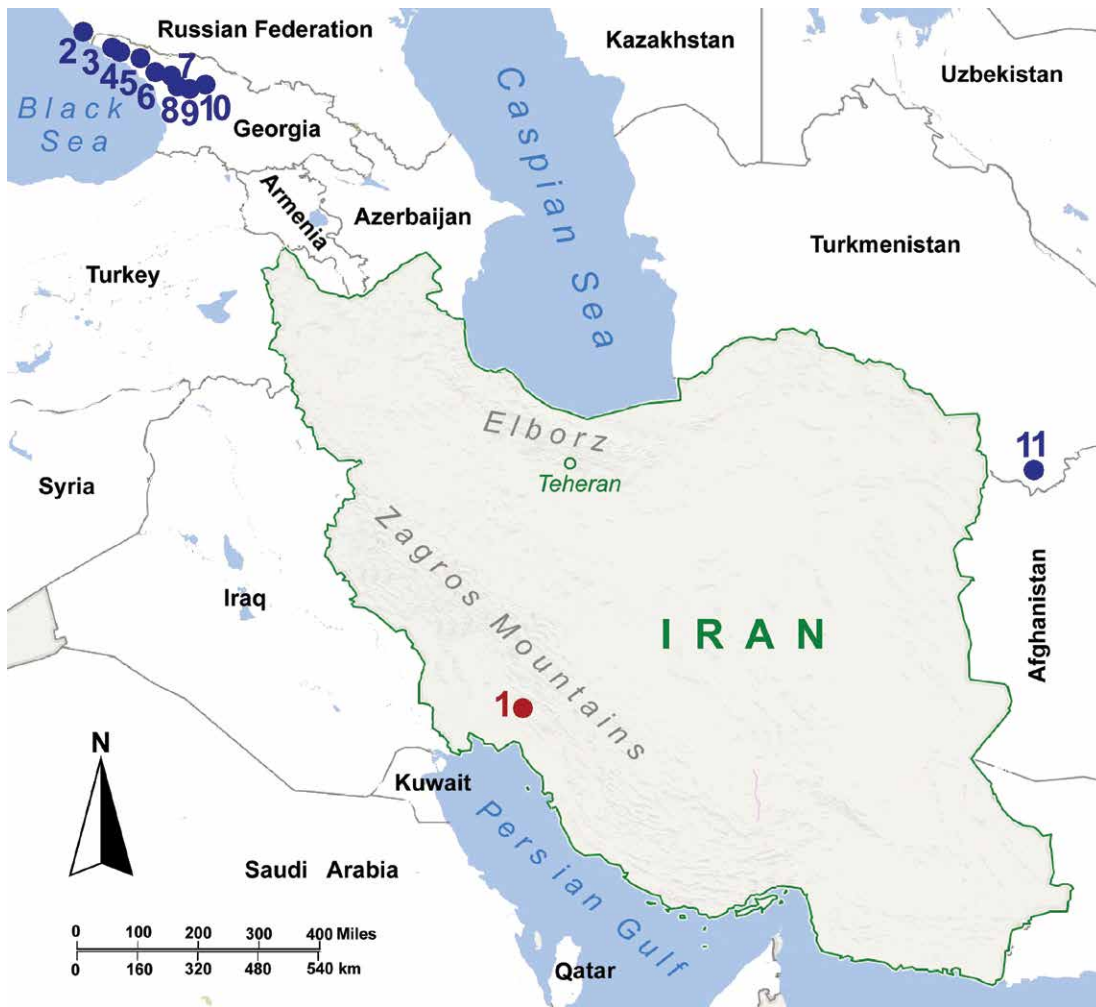 Russian Federation
Kazakhstan
Uzbekistan
2
3
4
5
6
7
8
9
10
Black
Sea
Georgia
Caspian Sea
Armenia
Azerbaijan
Turkmenistan
Turkey
Elborz
Teheran
11
Syria
Zagros Mountains
Iraq
IRAN
Afghanistan
1
N
Kuwait
Persian Gulf
Saudi Arabia
0 100 200 300 400 Miles
0 160 320 480 540 km
Qatar